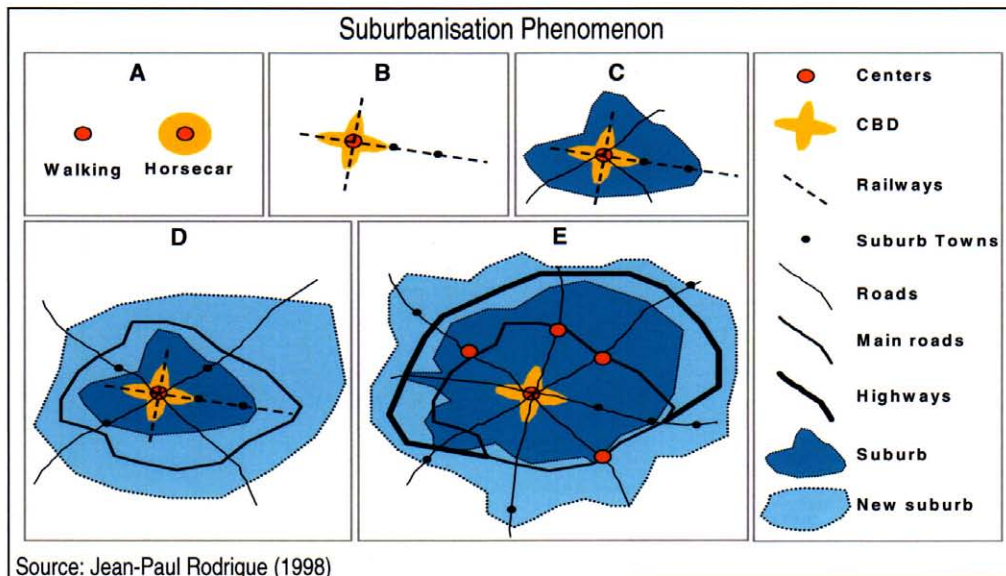 Suburbanisation Phenomenon
A
Walking
Horsecar
B
C
D
E
Centers
CBD
Railways
Suburb Towns
Roads
Main roads
Highways
Suburb
New suburb
Source: Jean-Paul Rodrigue (1998)